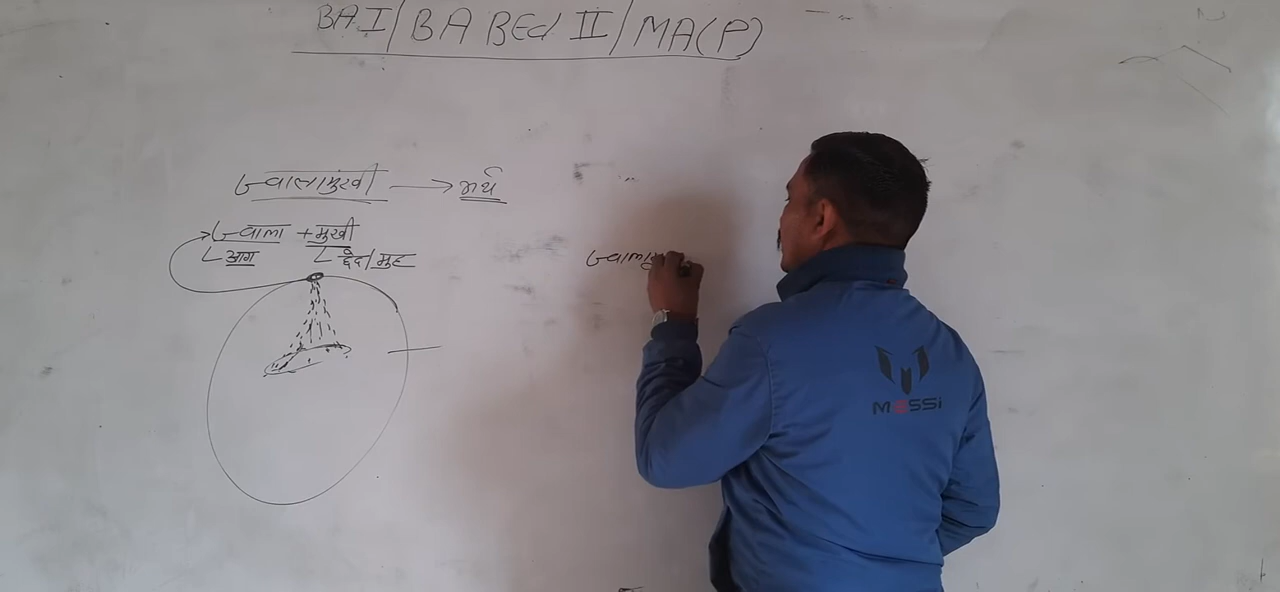 BA I / BA BEd II / MA(P)
ज्वालामुखी → अर्थ
ज्वाला + मुखी
आग छेद/मुह
ज्वालामु
MESSI